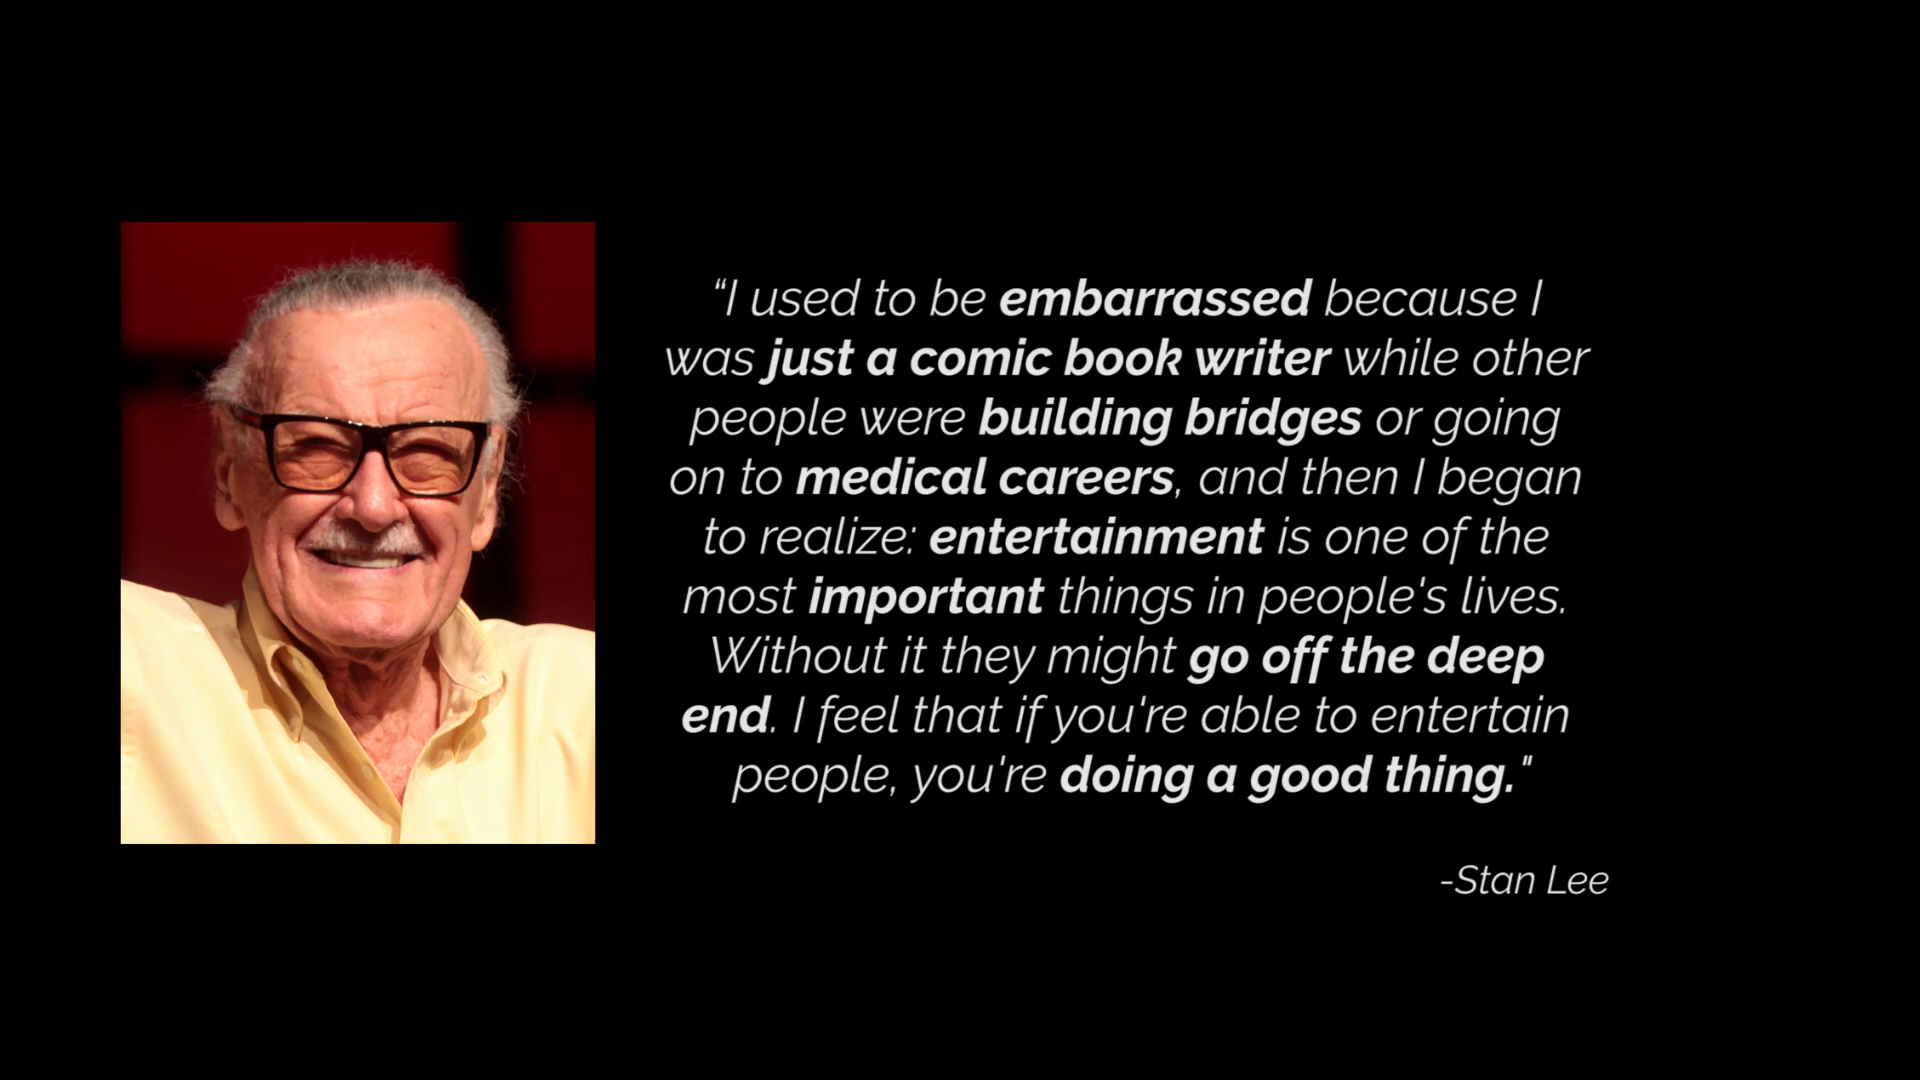 “I used to be embarrassed because I
was just a comic book writer while other
people were building bridges or going
on to medical careers, and then I began
to realize: entertainment is one of the
most important things in people's lives.
Without it they might go off the deep
end. I feel that if you're able to entertain
people, you're doing a good thing."
-Stan Lee